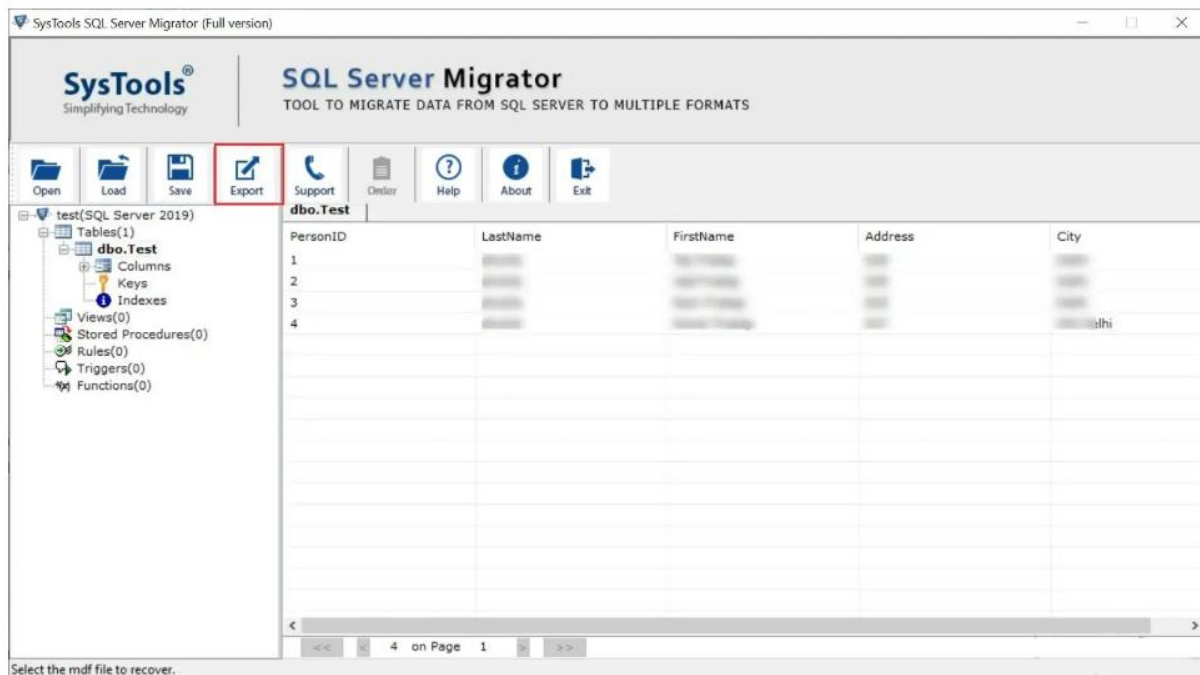 SysTools SQL Server Migrator (Full version)
SysTools®
Simplifying Technology
SQL Server Migrator
TOOL TO MIGRATE DATA FROM SQL SERVER TO MULTIPLE FORMATS
Open Load Save Export Support Order Help About Exit
test(SQL Server 2019)
Tables(1)
dbo.Test
Columns
Keys
Indexes
Views(0)
Stored Procedures(0)
Rules(0)
Triggers(0)
Functions(0)
dbo.Test
PersonID LastName FirstName Address City
1
2
3
4
<< < 4 on Page 1 > >>
Select the mdf file to recover.